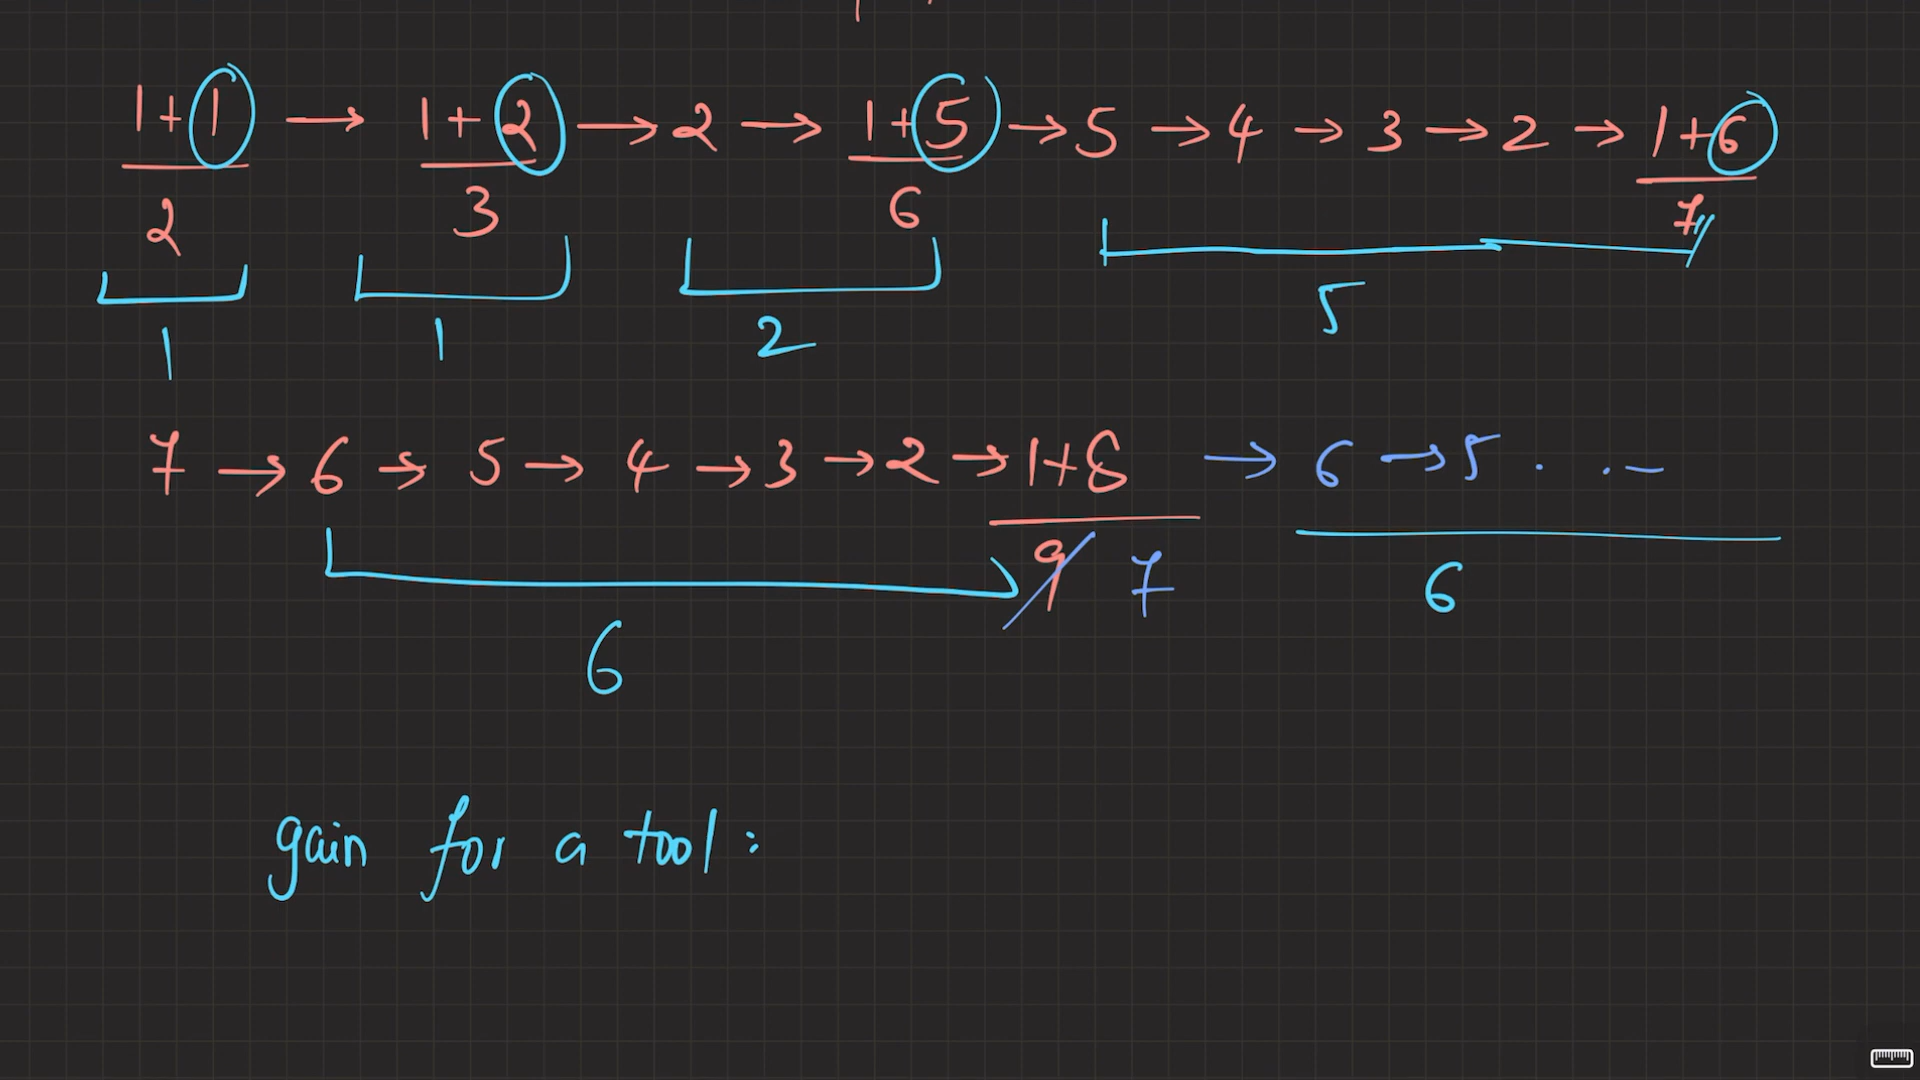 1+1 → 1+2 → 2 → 1+5 → 5 → 4 → 3 → 2 → 1+6
2 3 6 7
1 1 2 5
7 → 6 → 5 → 4 → 3 → 2 → 1+8 → 6 → 5 . . –
9 7
6 6
gain for a tool: